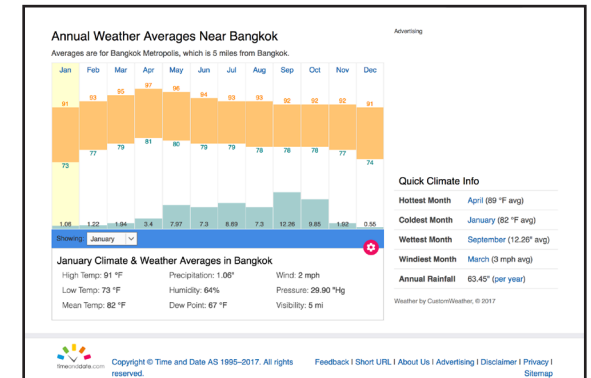 Annual Weather Averages Near Bangkok
Averages are for Bangkok Metropolis, which is 5 miles from Bangkok.
Jan Feb Mar Apr May Jun Jul Aug Sep Oct Nov Dec
91 93 95 97 96 94 93 93 92 92 92 91
73 77 79 81 80 79 79 78 78 78 77 74
1.06 1.22 1.94 3.4 7.97 7.3 8.69 7.3 12.26 9.85 1.92 0.55
Showing: January
January Climate & Weather Averages in Bangkok
High Temp: 91 °F Precipitation: 1.06" Wind: 2 mph
Low Temp: 73 °F Humidity: 64% Pressure: 29.90 "Hg
Mean Temp: 82 °F Dew Point: 67 °F Visibility: 5 mi
Advertising
Quick Climate Info
Hottest Month April (89 °F avg)
Coldest Month January (82 °F avg)
Wettest Month September (12.26" avg)
Windiest Month March (3 mph avg)
Annual Rainfall 63.45" (per year)
Weather by CustomWeather, © 2017
timeanddate.com
Copyright © Time and Date AS 1995–2017. All rights
reserved.
Feedback I Short URL I About Us I Advertising I Disclaimer I Privacy I
Sitemap